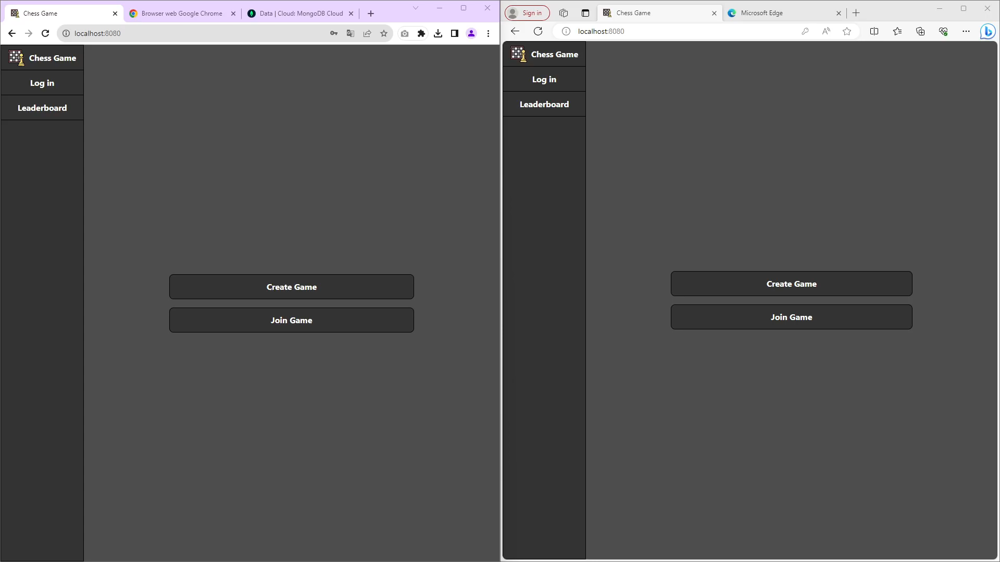 Chess Game
Browser web Google Chrome
Data | Cloud: MongoDB Cloud
localhost:8080
Chess Game
Log in
Leaderboard
Create Game
Join Game
Sign in
Chess Game
Microsoft Edge
localhost:8080
Chess Game
Log in
Leaderboard
Create Game
Join Game